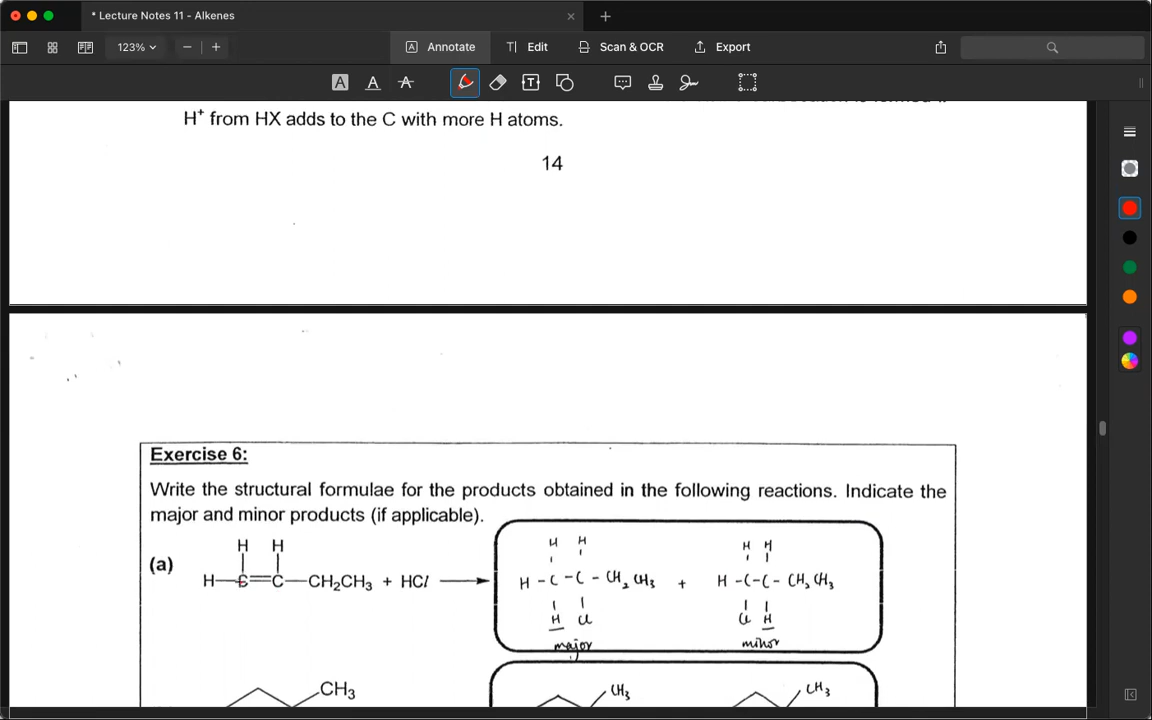 * Lecture Notes 11 - Alkenes
123%
Annotate
Edit
Scan & OCR
Export
H⁺ from HX adds to the C with more H atoms.
14
Exercise 6:
Write the structural formulae for the products obtained in the following reactions. Indicate the
major and minor products (if applicable).
H H
H H
H H
(a)
H—C=C—CH₂CH₃ + HCl
H - C - C - CH₂ CH₃ + H - C - C - CH₂ CH₃
H Cl
Cl H
major
minor
CH₃
CH₃
CH₃